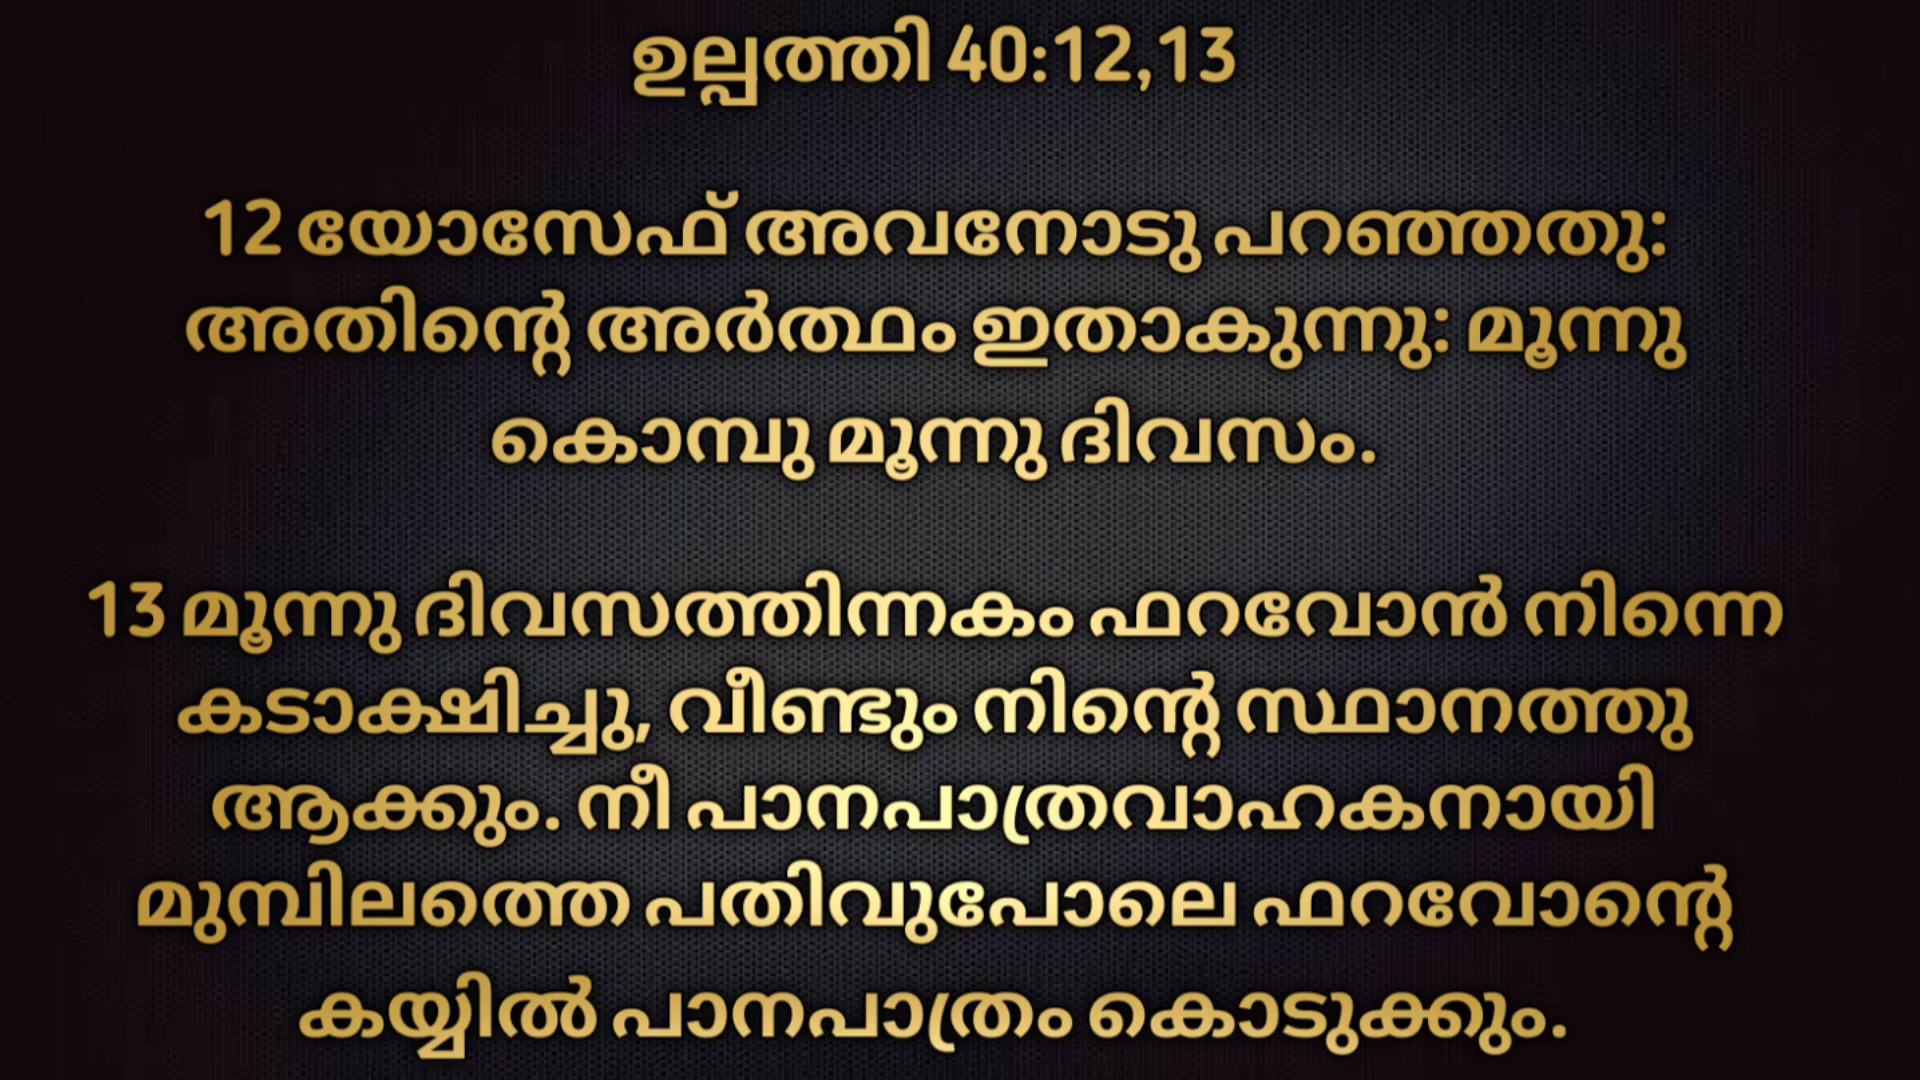 ഉല്പത്തി 40:12,13
12 യോസേഫ് അവനോടു പറഞ്ഞതു:
അതിന്റെ അർത്ഥം ഇതാകുന്നു: മൂന്നു
കൊമ്പു മൂന്നു ദിവസം.
13 മൂന്നു ദിവസത്തിന്നകം ഫറവോൻ നിന്നെ
കടാക്ഷിച്ചു, വീണ്ടും നിന്റെ സ്ഥാനത്തു
ആക്കും. നീ പാനപാത്രവാഹകനായി
മുമ്പിലത്തെ പതിവുപോലെ ഫറവോന്റെ
കയ്യിൽ പാനപാത്രം കൊടുക്കും.